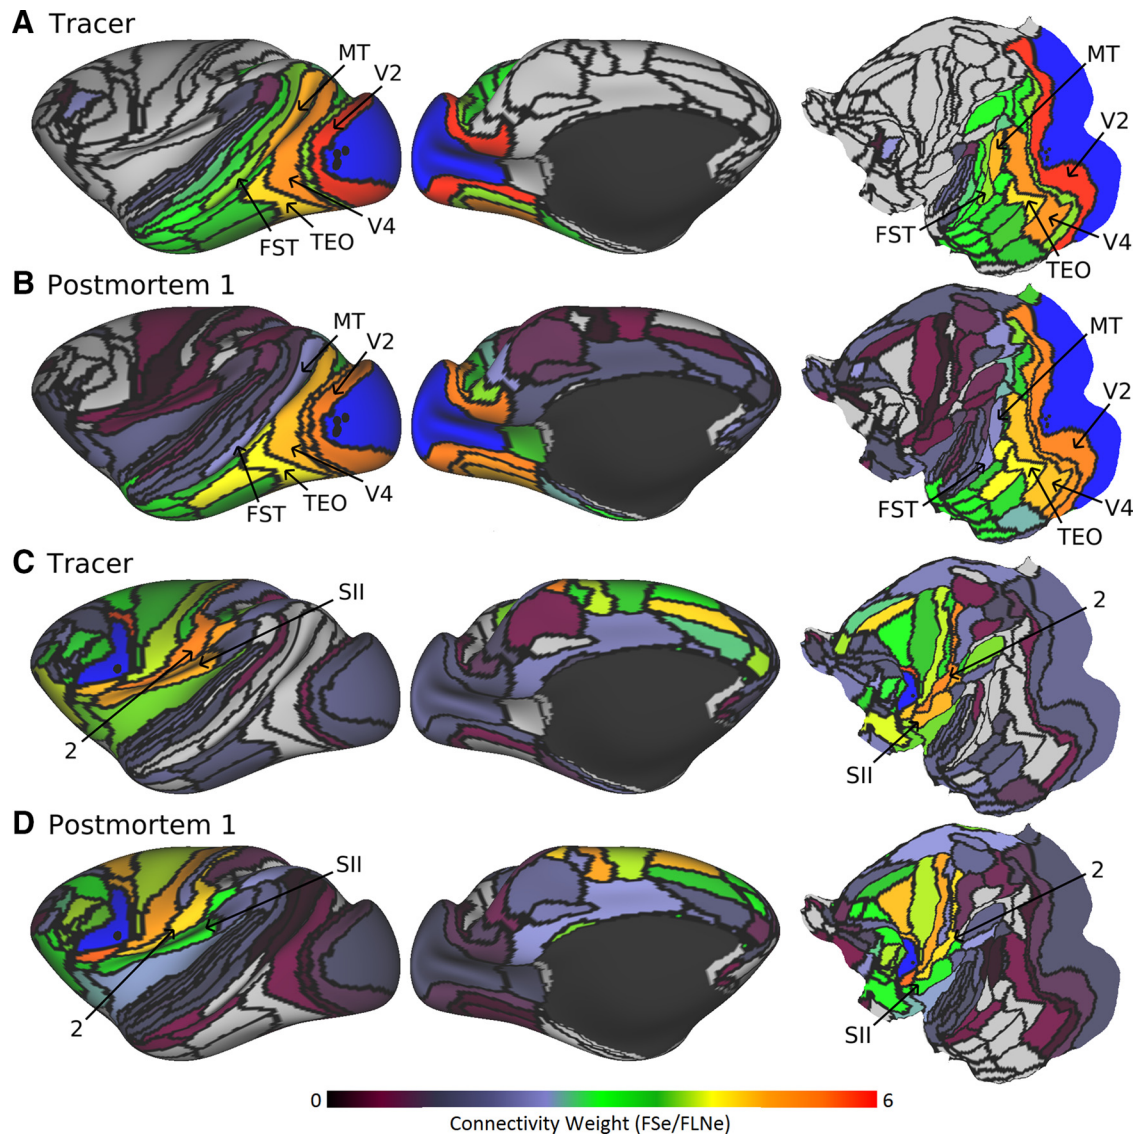 A Tracer
MT
V2
FST
TEO
V4
MT
V2
FST
TEO
V4
B Postmortem 1
MT
V2
FST
TEO
V4
MT
V2
FST
TEO
V4
C Tracer
SII
2
2
SII
D Postmortem 1
SII
2
2
SII
0
6
Connectivity Weight (FSe/FLNe)